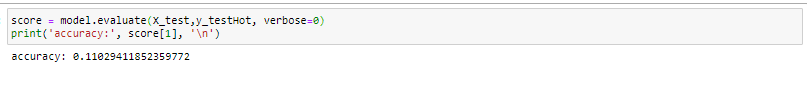 score = model.evaluate(X_test,y_testHot, verbose=0)
print('accuracy:', score[1], '\n')
accuracy: 0.11029411852359772